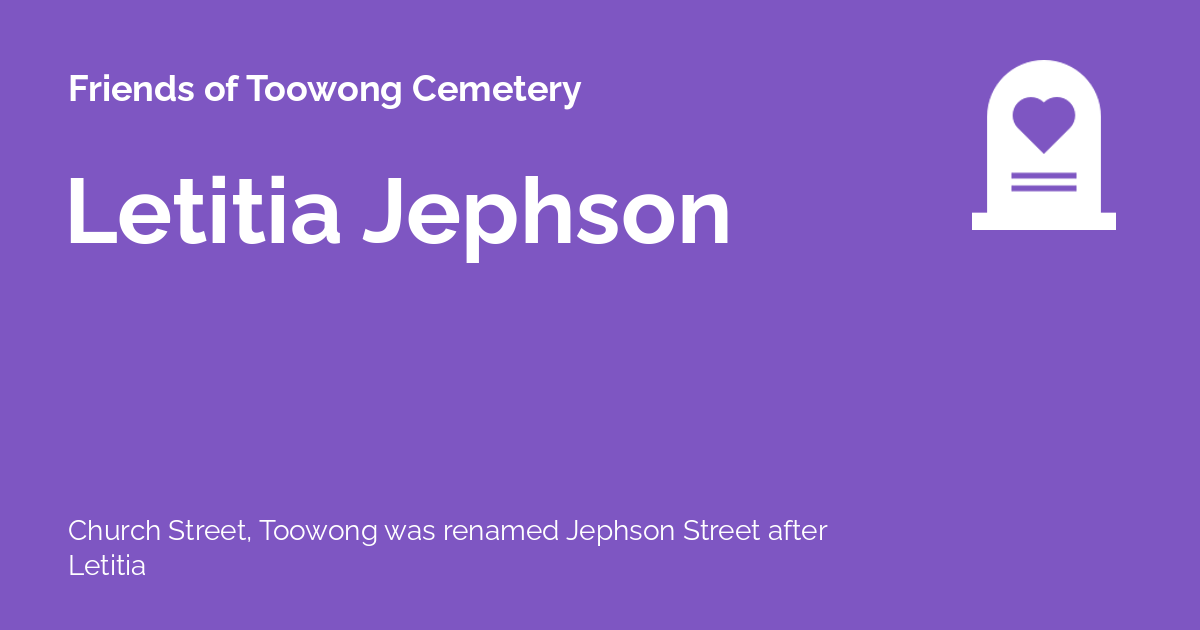 Friends of Toowong Cemetery
Letitia Jephson
Church Street, Toowong was renamed Jephson Street after
Letitia